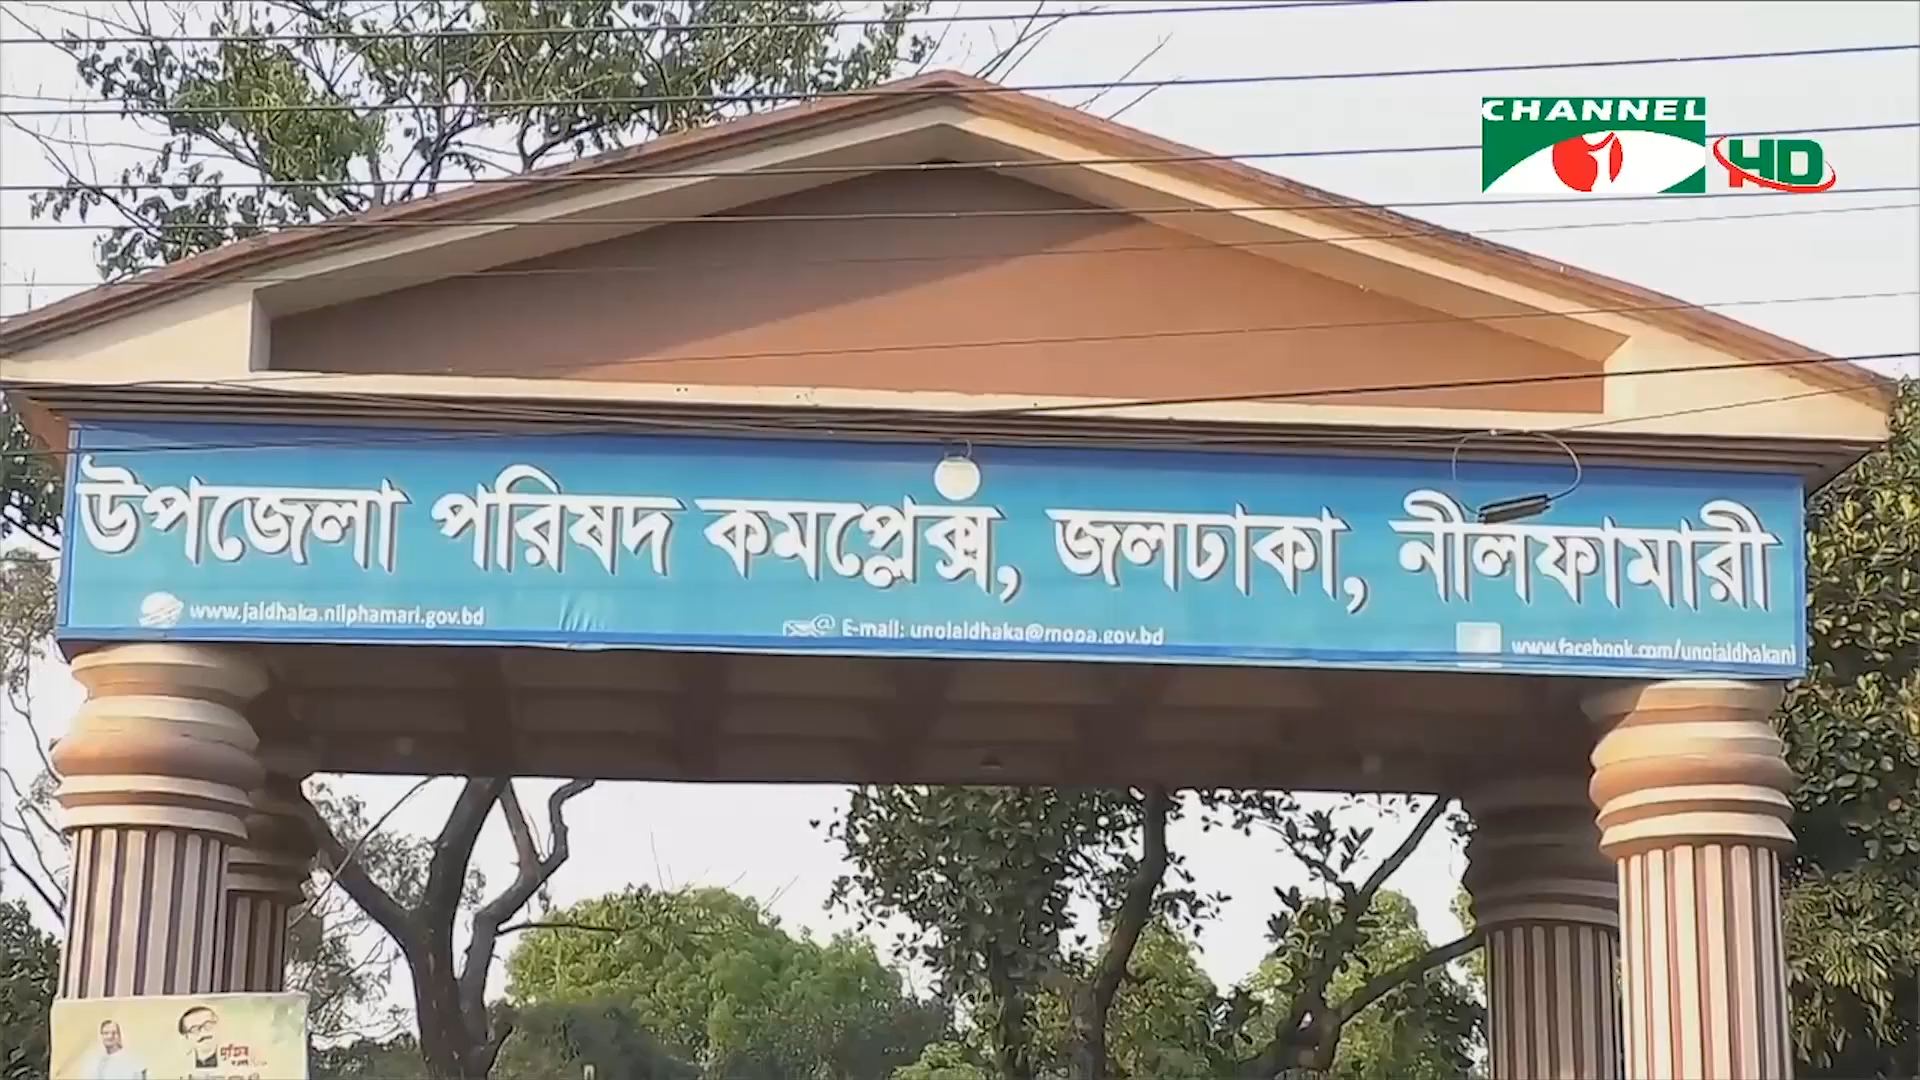 CHANNEL
HD
উপজেলা পরিষদ কমপ্লেক্স, জলঢাকা, নীলফামারী
www.jaldhaka.nilphamari.gov.bd
E-mail: unojaldhaka@mopa.gov.bd
www.facebook.com/unojaldhakani